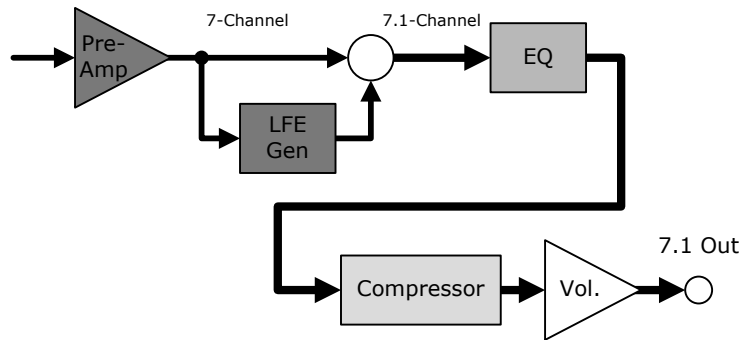 7-Channel
7.1-Channel
Pre-
Amp
EQ
LFE
Gen
7.1 Out
Compressor
Vol.